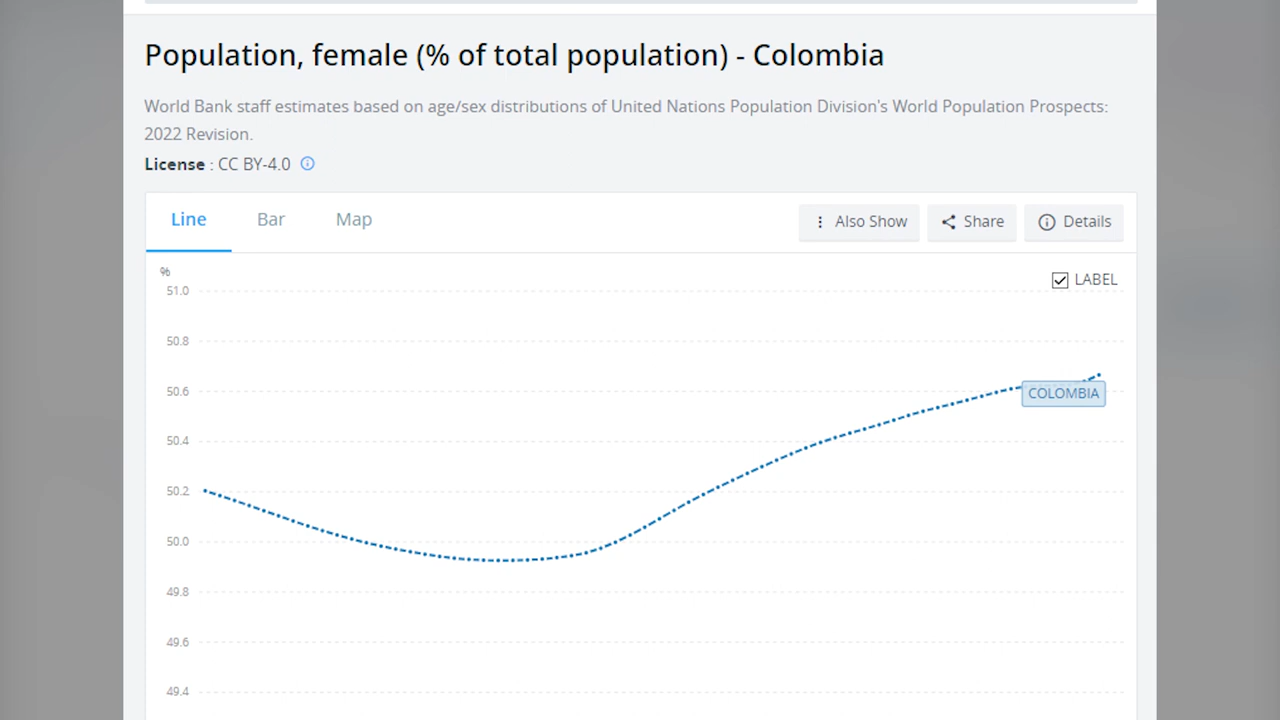 Population, female (% of total population) - Colombia
World Bank staff estimates based on age/sex distributions of United Nations Population Division's World Population Prospects:
2022 Revision.
License : CC BY-4.0
Line
Bar
Map
Also Show
Share
Details
%
LABEL
51.0
50.8
50.6
COLOMBIA
50.4
50.2
50.0
49.8
49.6
49.4